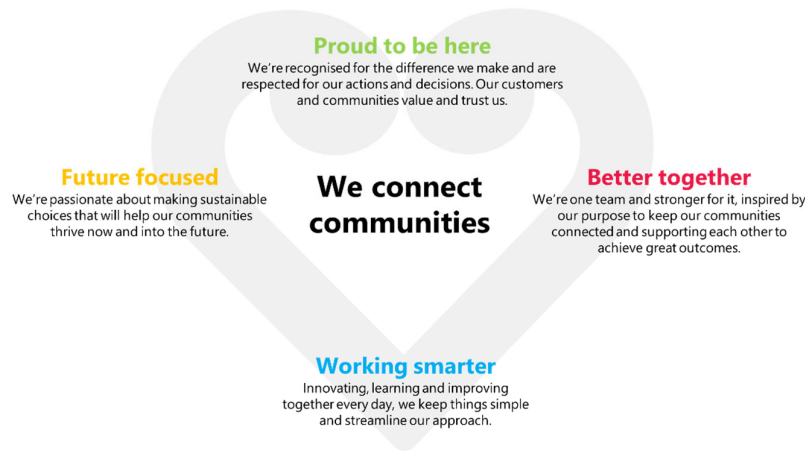 Proud to be here
We're recognised for the difference we make and are
respected for our actions and decisions. Our customers
and communities value and trust us.
Future focused
We're passionate about making sustainable
choices that will help our communities
thrive now and into the future.
We connect
communities
Better together
We're one team and stronger for it, inspired by
our purpose to keep our communities
connected and supporting each other to
achieve great outcomes.
Working smarter
Innovating, learning and improving
together every day, we keep things simple
and streamline our approach.